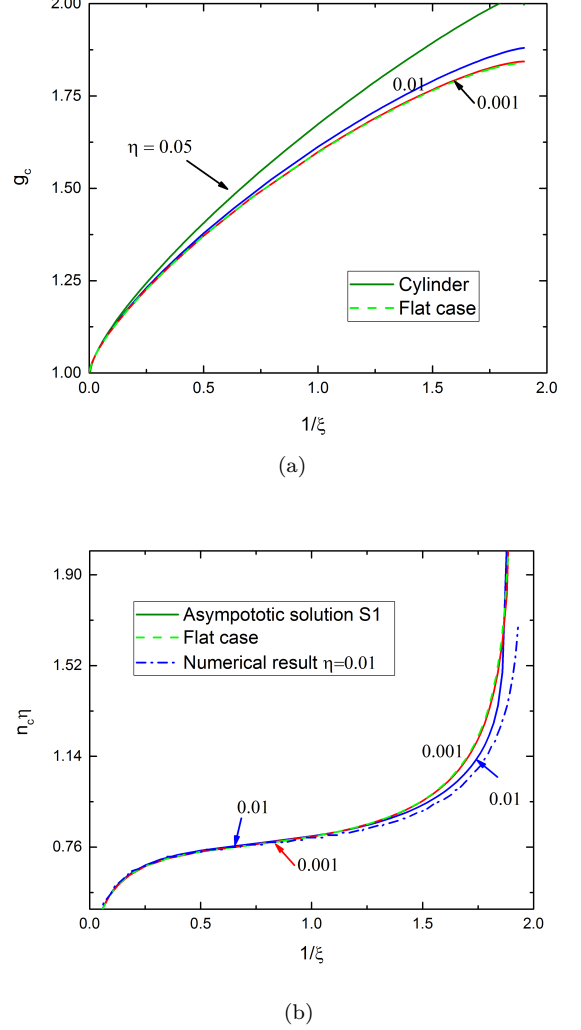 2.00
1.75
1.50
1.25
1.00
g_c
0.01
0.001
η = 0.05
Cylinder
Flat case
0.0 0.5 1.0 1.5 2.0
1/ξ
(a)
1.90
1.52
1.14
0.76
n_c η
Asympototic solution S1
Flat case
Numerical result η=0.01
0.001
0.01
0.01
0.001
0.0 0.5 1.0 1.5 2.0
1/ξ
(b)